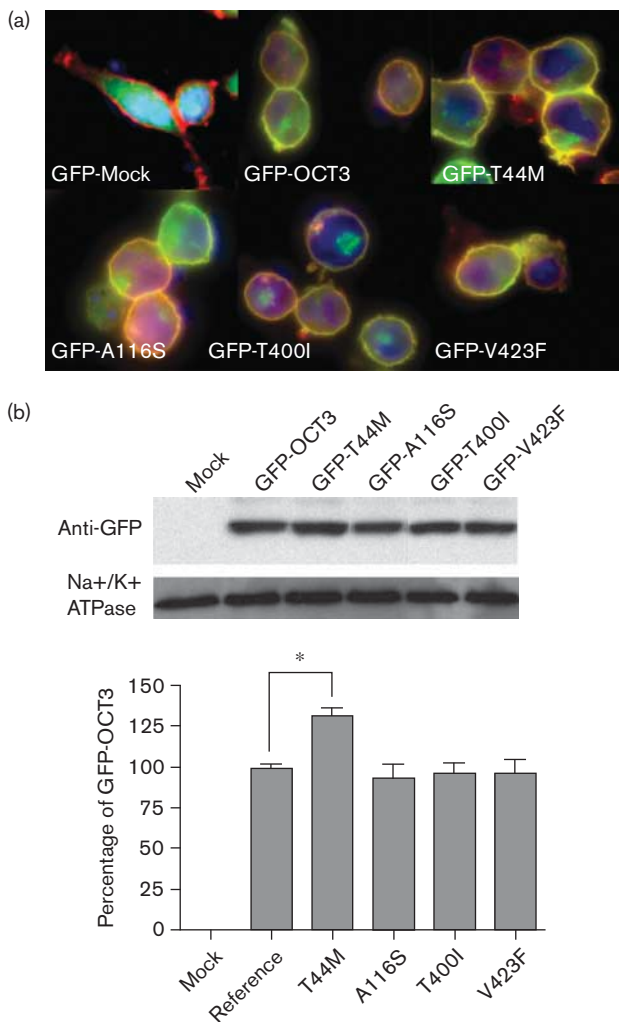 (a)
GFP-Mock
GFP-OCT3
GFP-T44M
GFP-A116S
GFP-T400I
GFP-V423F
(b)
Mock
GFP-OCT3
GFP-T44M
GFP-A116S
GFP-T400I
GFP-V423F
Anti-GFP
Na+/K+
ATPase
*
Percentage of GFP-OCT3
150
125
100
75
50
25
0
Mock
Reference
T44M
A116S
T400I
V423F